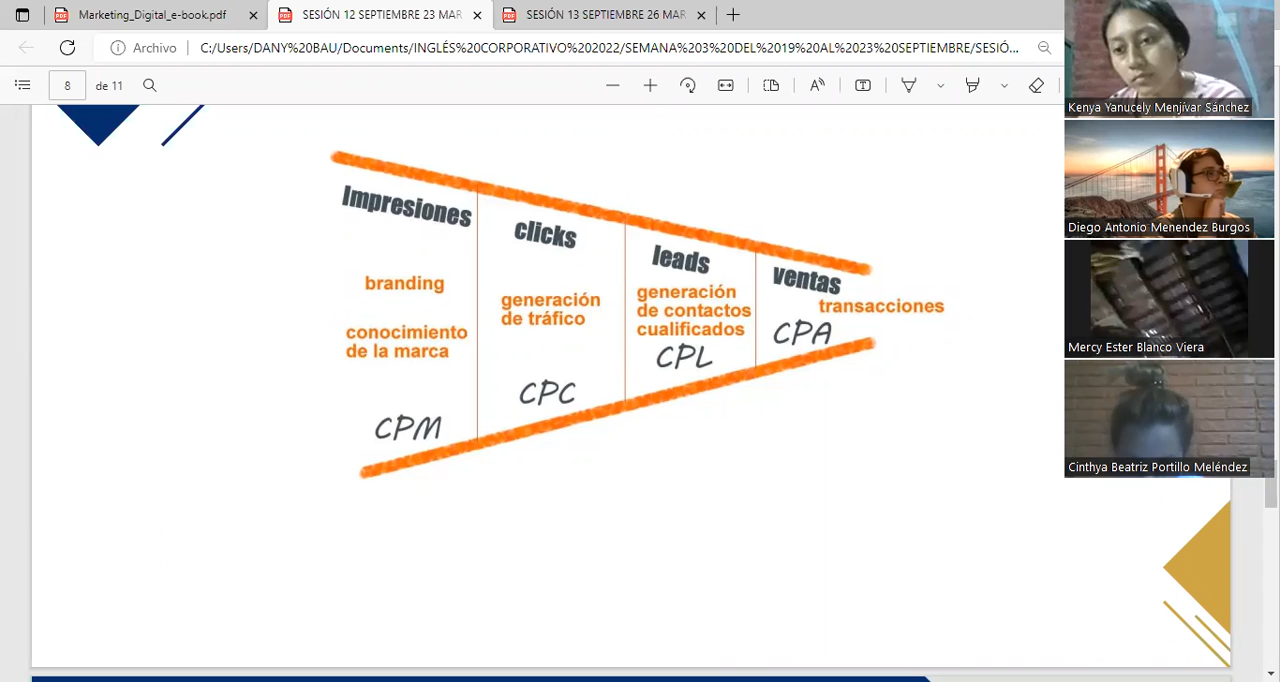 Marketing_Digital_e-book.pdf
SESIÓN 12 SEPTIEMBRE 23 MAR
SESIÓN 13 SEPTIEMBRE 26 MAR
Archivo
C:/Users/DANY%20BAU/Documents/INGLÉS%20CORPORATIVO%202022/SEMANA%203%20DEL%2019%20AL%2023%20SEPTIEMBRE/SESIÓ...
8
de 11
Impresiones
branding
conocimiento
de la marca
CPM
clicks
generación
de tráfico
CPC
leads
generación
de contactos
cualificados
CPL
ventas
transacciones
CPA
Kenya Yanucely Menjívar Sánchez
Diego Antonio Menendez Burgos
Mercy Ester Blanco Viera
Cinthya Beatriz Portillo Meléndez